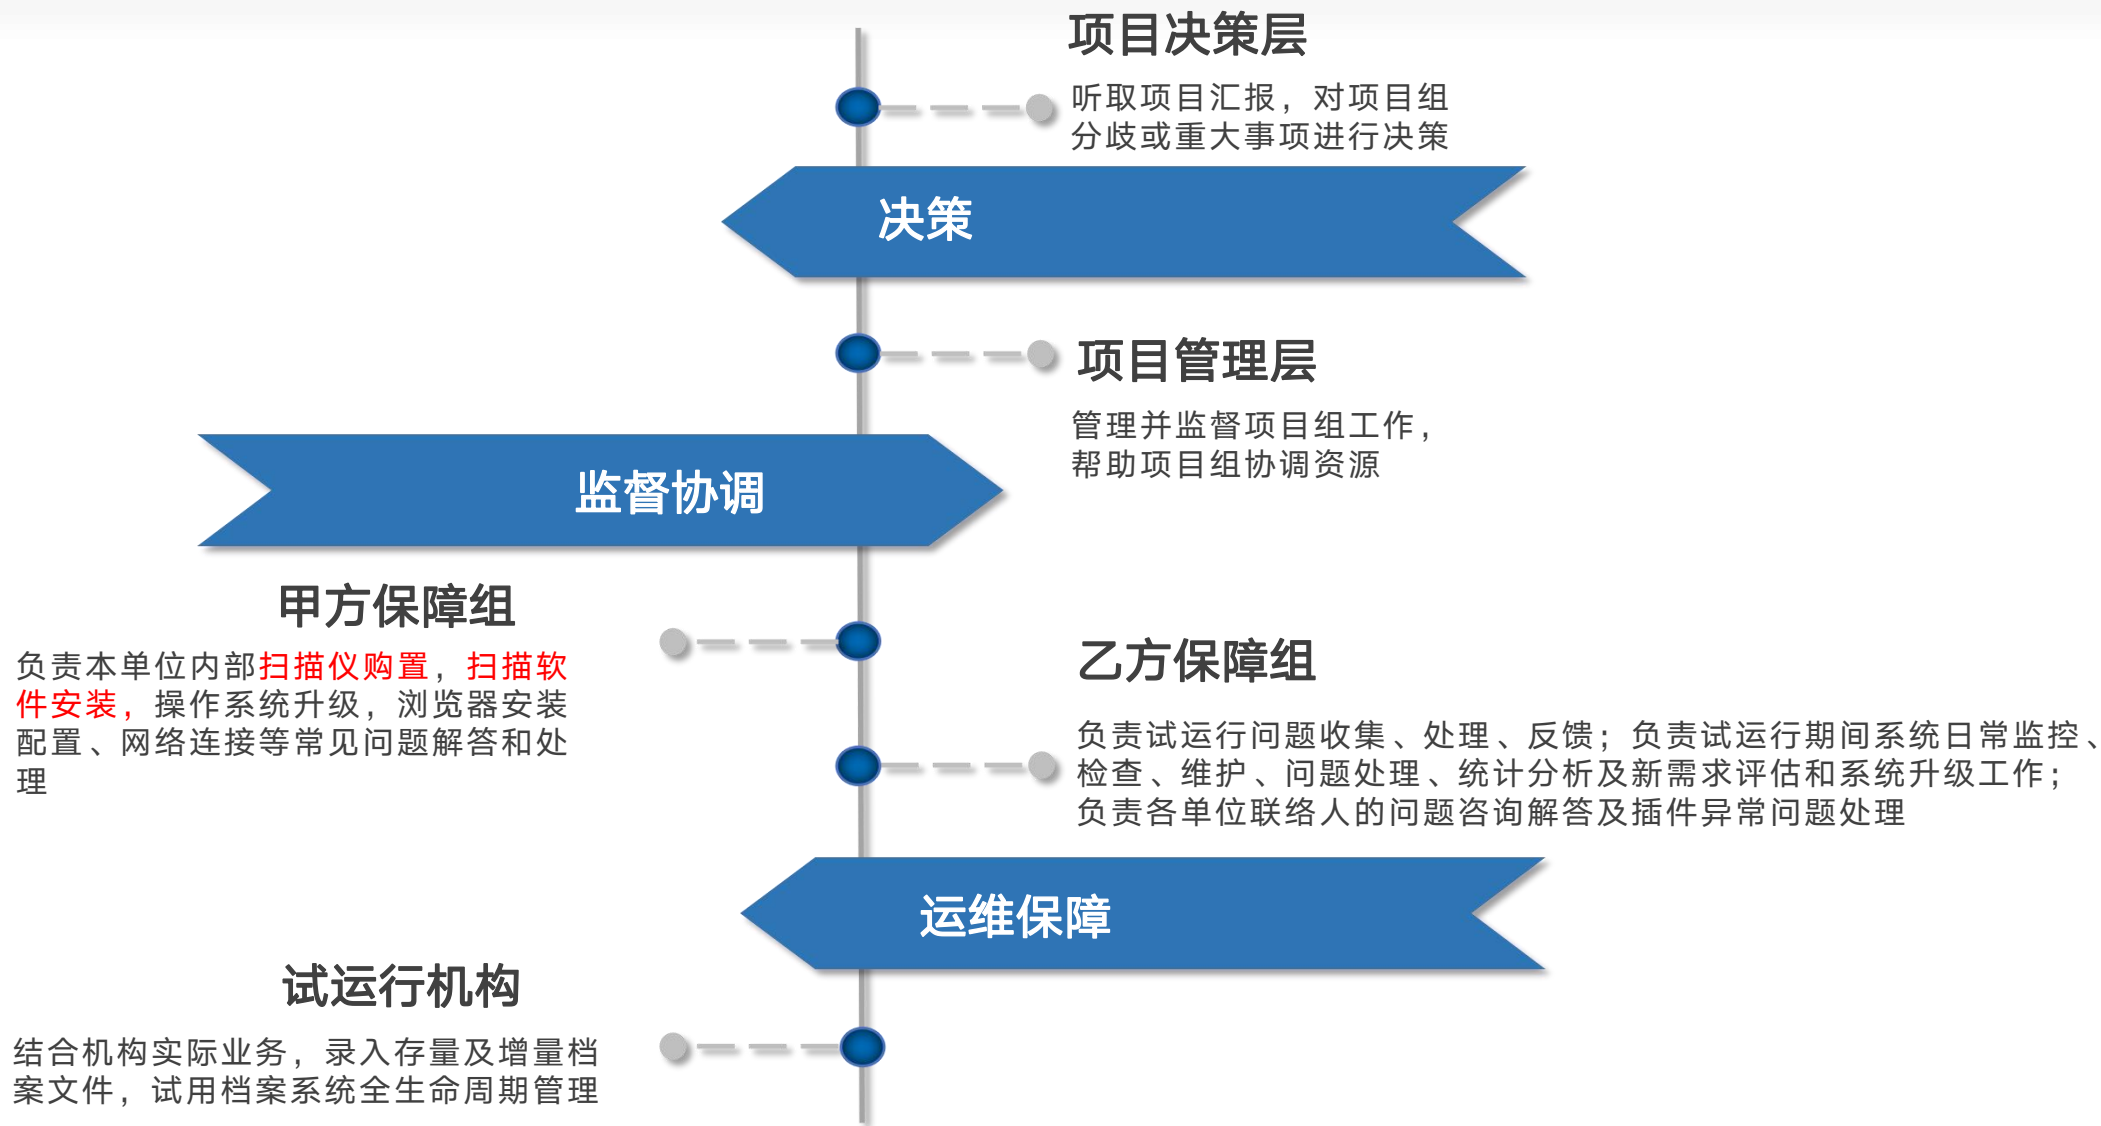 项目决策层
听取项目汇报，对项目组
分歧或重大事项进行决策
决策
项目管理层
管理并监督项目组工作，
帮助项目组协调资源
监督协调
甲方保障组
负责本单位内部扫描仪购置，扫描软
件安装，操作系统升级，浏览器安装
配置、网络连接等常见问题解答和处
理
乙方保障组
负责试运行问题收集、处理、反馈；负责试运行期间系统日常监控、
检查、维护、问题处理、统计分析及新需求评估和系统升级工作；
负责各单位联络人的问题咨询解答及插件异常问题处理
运维保障
试运行机构
结合机构实际业务，录入存量及增量档
案文件，试用档案系统全生命周期管理